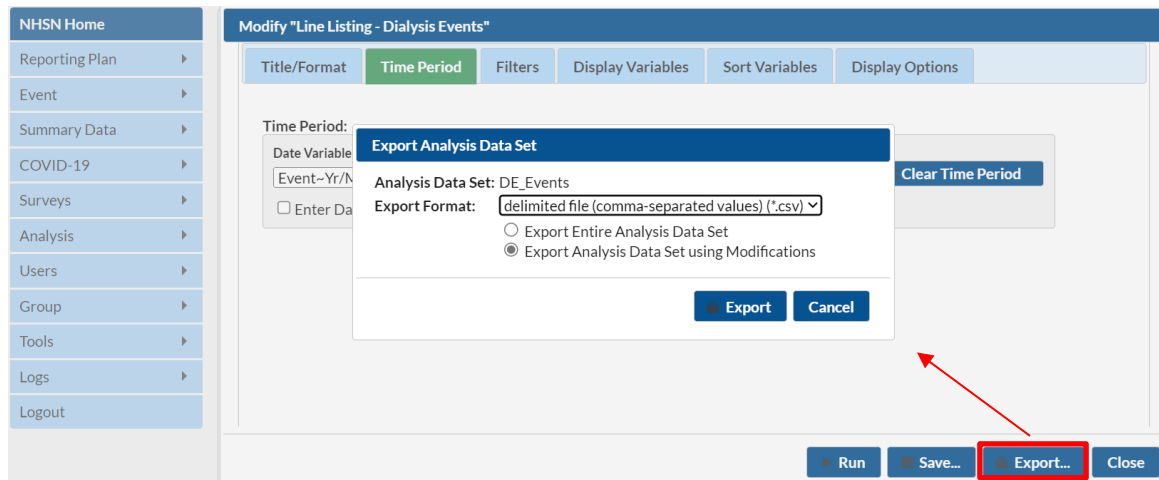 NHSN Home
Reporting Plan
Event
Summary Data
COVID-19
Surveys
Analysis
Users
Group
Tools
Logs
Logout
Modify "Line Listing - Dialysis Events"
Title/Format Time Period Filters Display Variables Sort Variables Display Options
Time Period:
Date Variable
Event~Yr/M
Enter Da
Clear Time Period
Export Analysis Data Set
Analysis Data Set: DE_Events
Export Format: delimited file (comma-separated values) (*.csv)
Export Entire Analysis Data Set
Export Analysis Data Set using Modifications
Export Cancel
Run Save... Export... Close